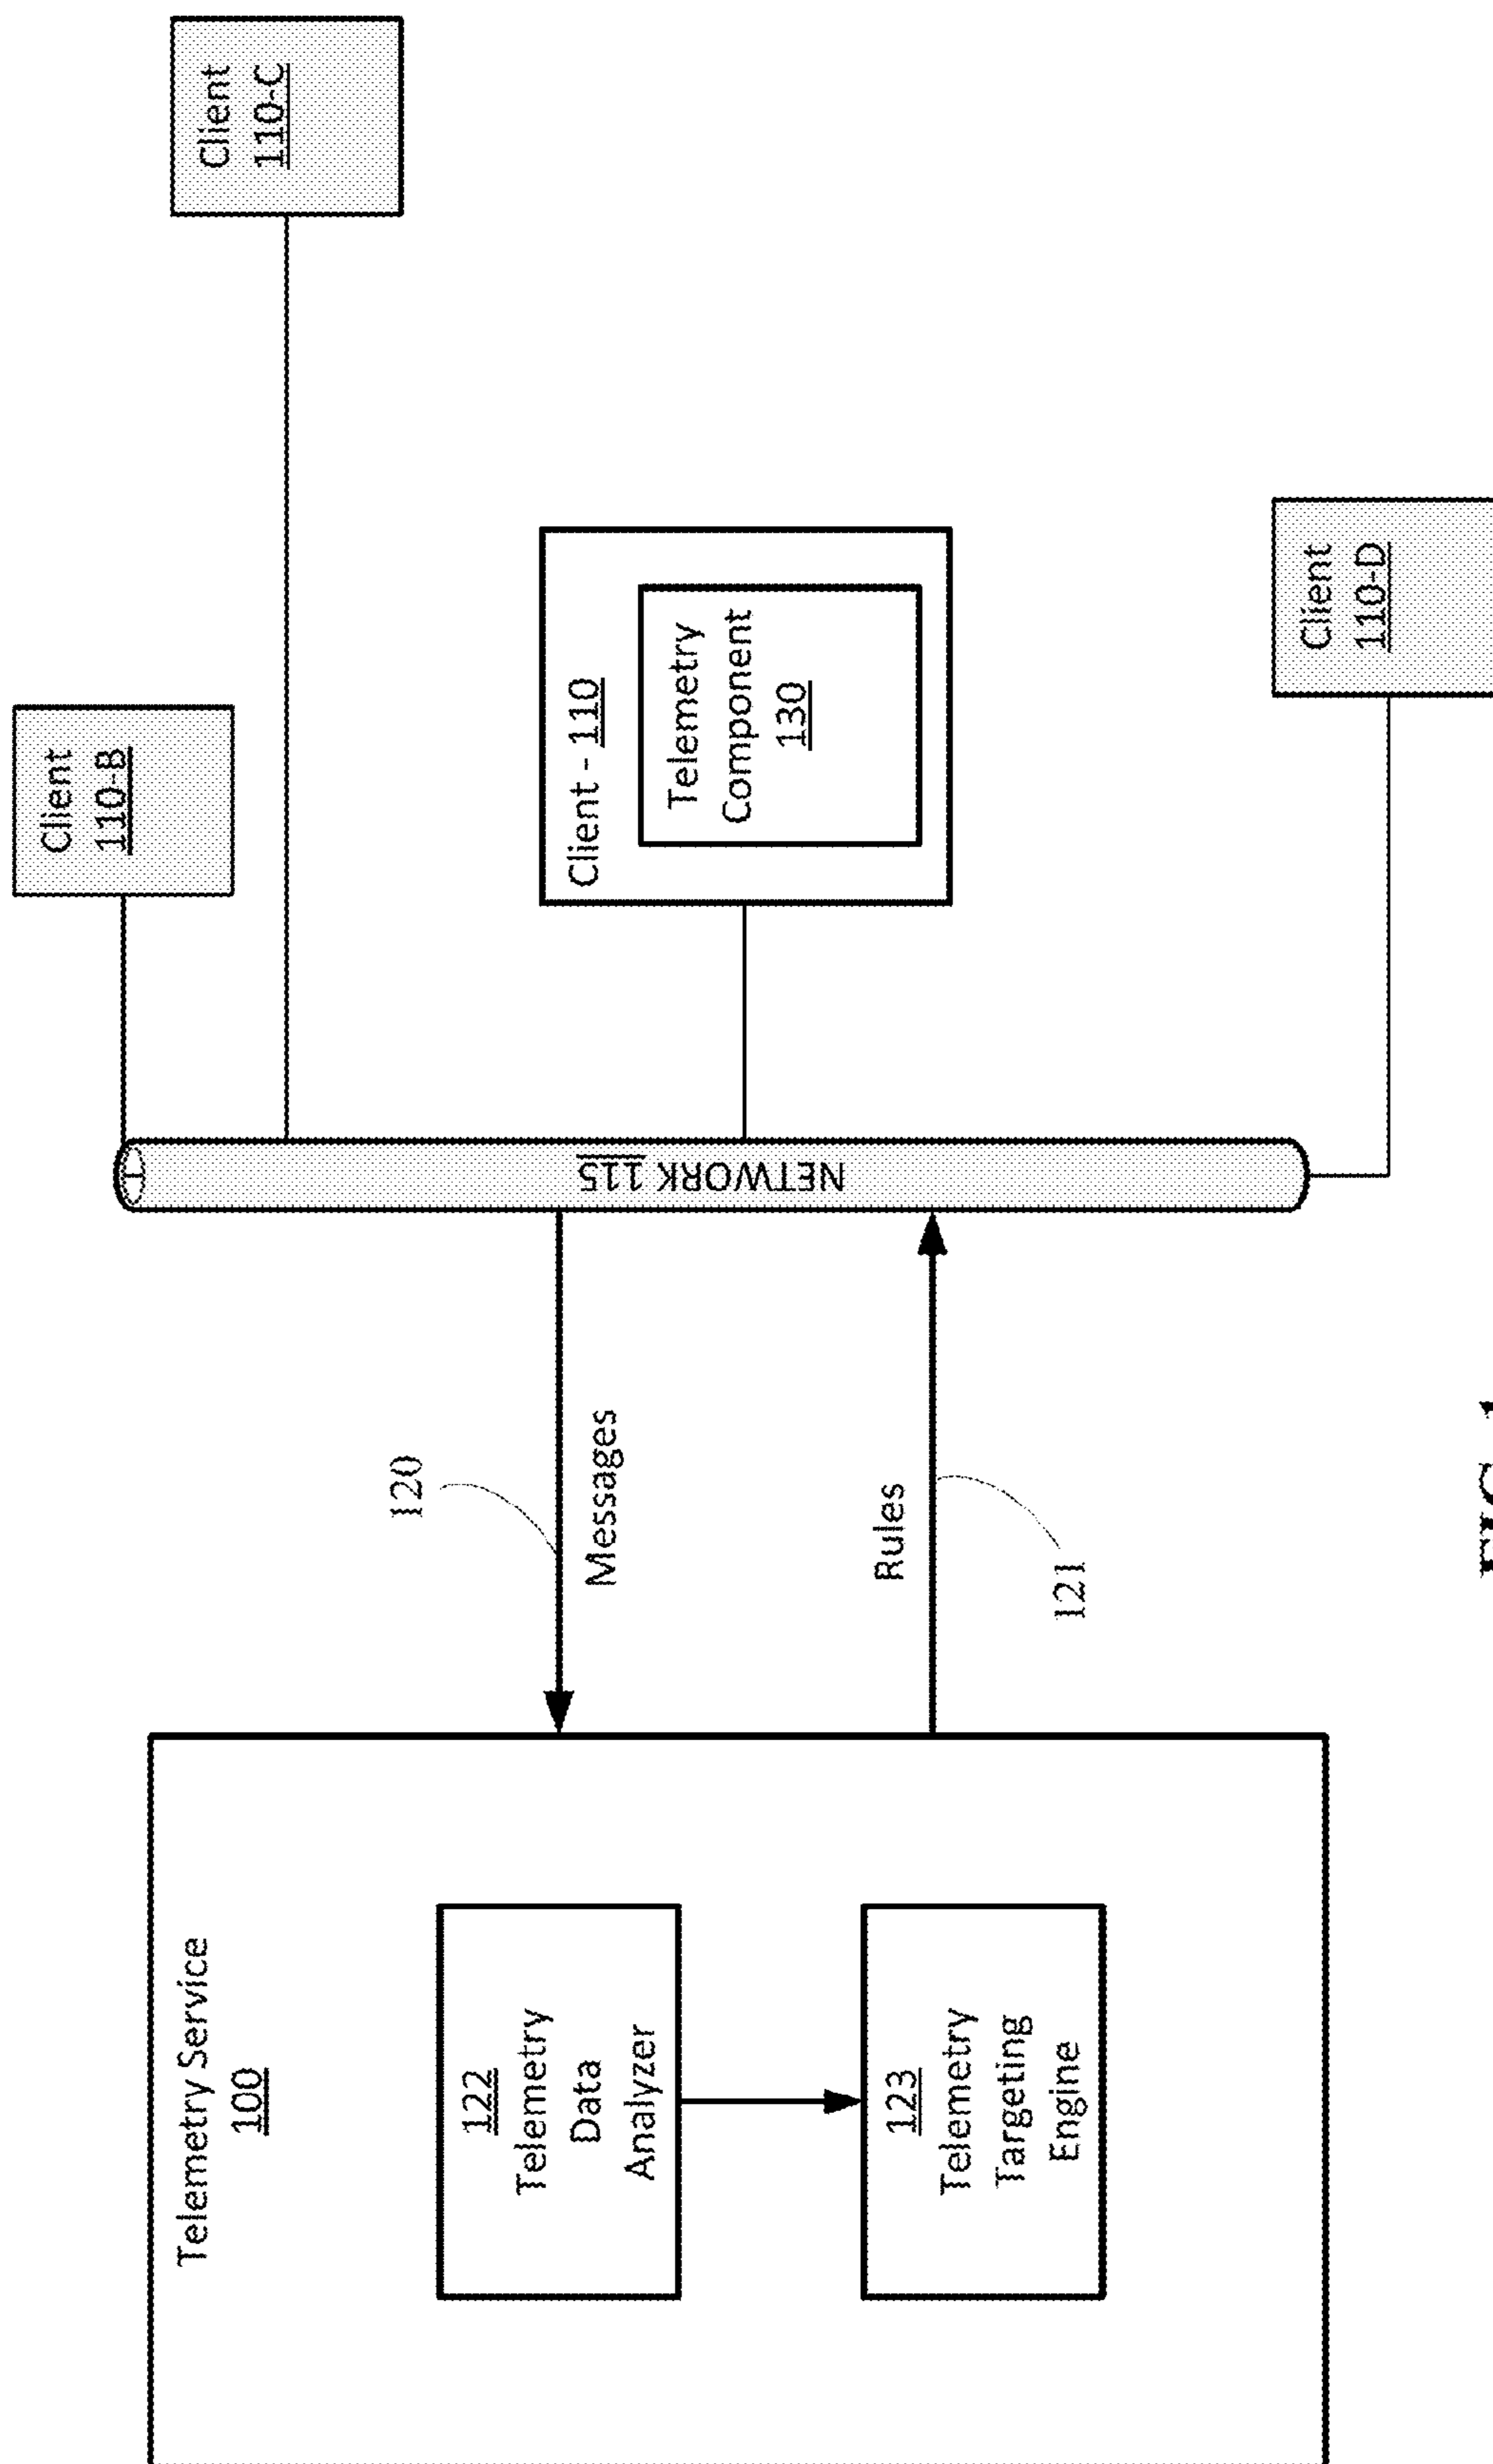 Telemetry Service
100
122
Telemetry
Data
Analyzer
123
Telemetry
Targeting
Engine
120
Messages
Rules
121
NETWORK 115
Client
110-B
Client
110-C
Client - 110
Telemetry
Component
130
Client
110-D